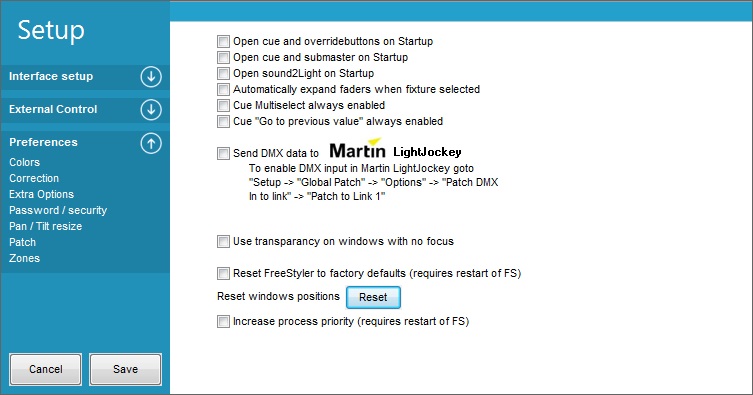 Setup
Interface setup
External Control
Preferences
Colors
Correction
Extra Options
Password / security
Pan / Tilt resize
Patch
Zones
Cancel
Save
Open cue and overridebuttons on Startup
Open cue and submaster on Startup
Open sound2Light on Startup
Automatically expand faders when fixture selected
Cue Multiselect always enabled
Cue "Go to previous value" always enabled
Send DMX data to Martin LightJockey
To enable DMX input in Martin LightJockey goto
"Setup -> "Global Patch" -> "Options" -> "Patch DMX
In to link" -> "Patch to Link 1"
Use transparancy on windows with no focus
Reset FreeStyler to factory defaults (requires restart of FS)
Reset windows positions Reset
Increase process priority (requires restart of FS)